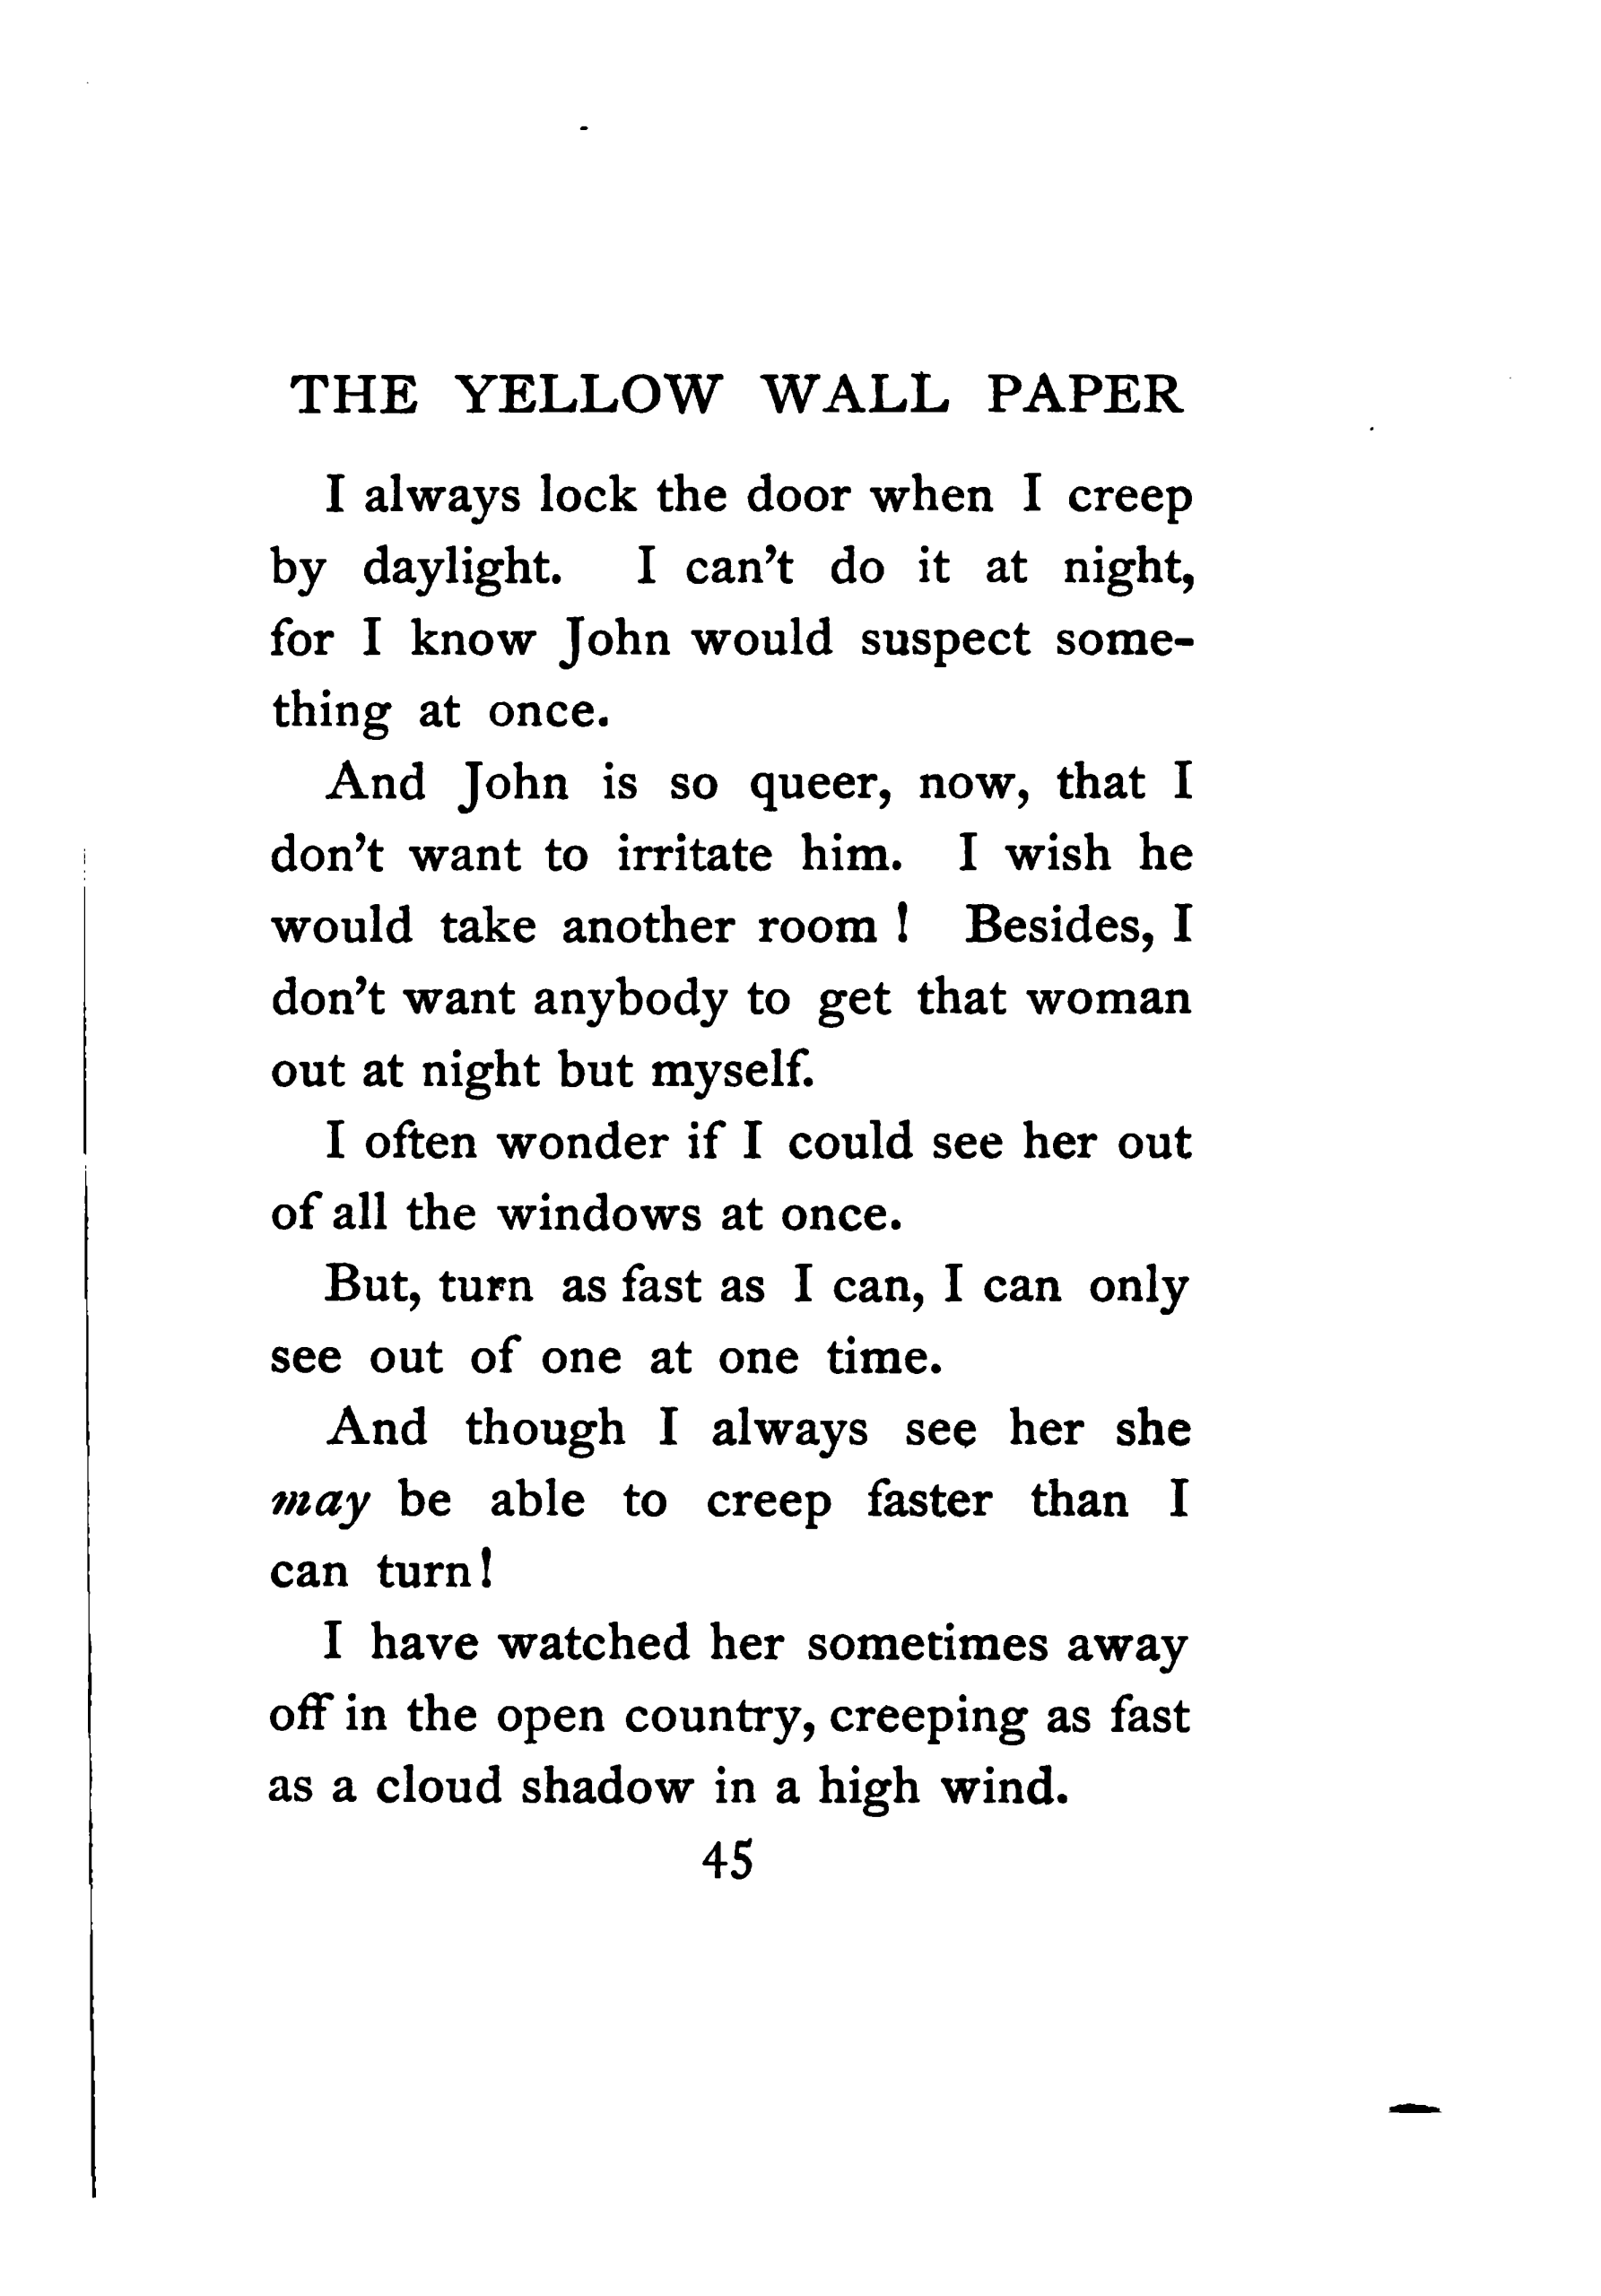 THE YELLOW WALL PAPER
I always lock the door when I creep
by daylight. I can't do it at night,
for I know John would suspect some-
thing at once.
And John is so queer, now, that I
don't want to irritate him. I wish he
would take another room! Besides, I
don't want anybody to get that woman
out at night but myself.
I often wonder if I could see her out
of all the windows at once.
But, turn as fast as I can, I can only
see out of one at one time.
And though I always see her she
may be able to creep faster than I
can turn!
I have watched her sometimes away
off in the open country, creeping as fast
as a cloud shadow in a high wind.
45